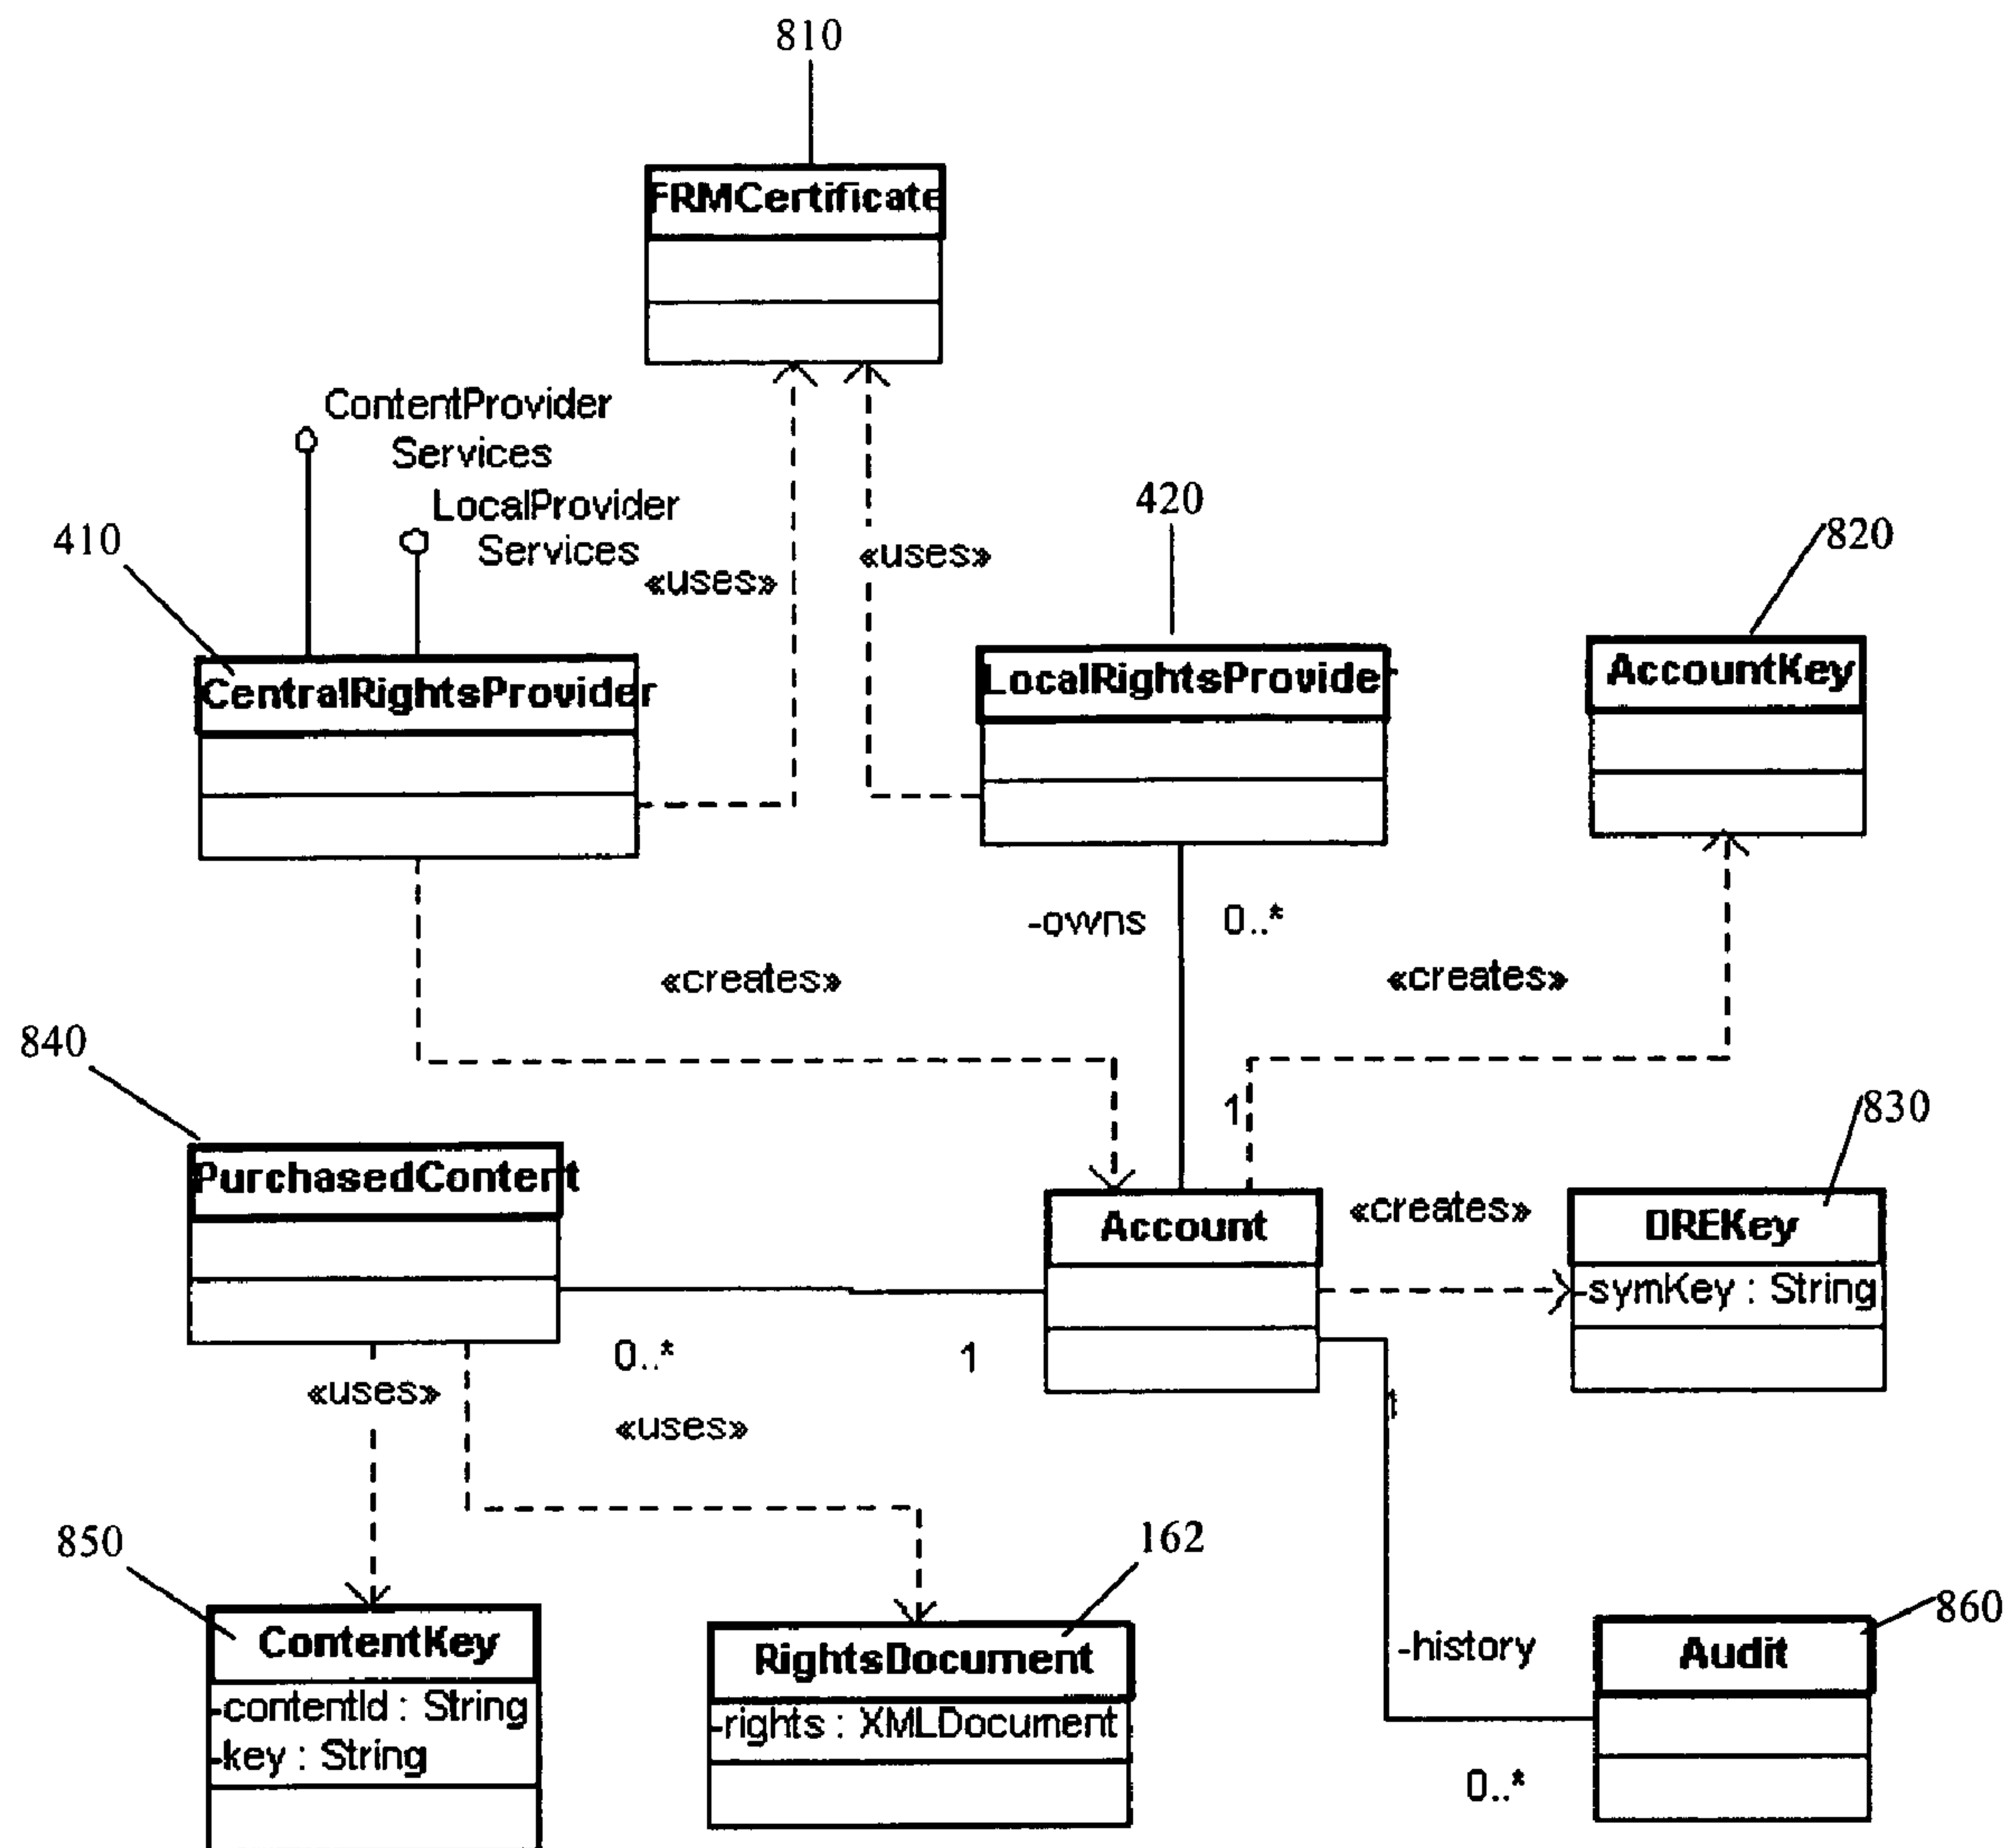 810
FRMCertificate
ContentProvider
Services
LocalProvider
Services
410
«uses»
«uses»
420
820
CentralRightsProvider
LocalRightsProvider
AccountKey
-owns
0..*
«creates»
«creates»
840
1
830
PurchasedContent
Account
«creates»
DREKey
-symKey : String
0..*
1
«uses»
«uses»
1
850
162
860
ContentKey
-contentId : String
-key : String
RightsDocument
-rights : XMLDocument
-history
Audit
0..*